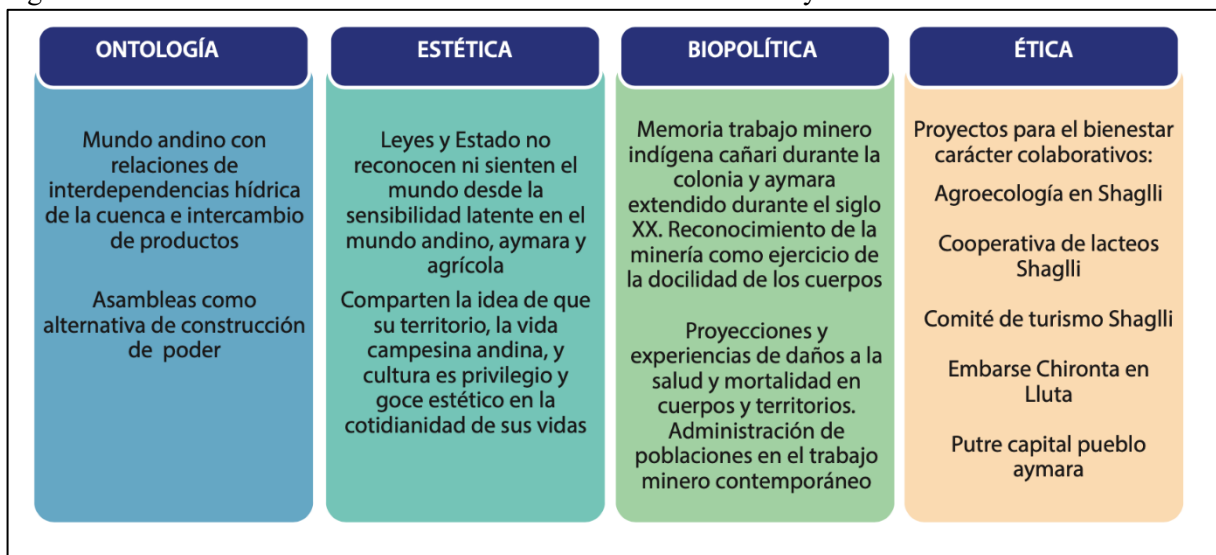 ONTOLOGÍA
Mundo andino con
relaciones de
interdependencias hídrica
de la cuenca e intercambio
de productos
Asambleas como
alternativa de construcción
de poder
ESTÉTICA
Leyes y Estado no
reconocen ni sienten el
mundo desde la
sensibilidad latente en el
mundo andino, aymara y
agrícola
Comparten la idea de que
su territorio, la vida
campesina andina, y
cultura es privilegio y
goce estético en la
cotidianidad de sus vidas
BIOPOLÍTICA
Memoria trabajo minero
indígena cañari durante la
colonia y aymara
extendido durante el siglo
XX. Reconocimiento de la
minería como ejercicio de
la docilidad de los cuerpos
Proyecciones y
experiencias de daños a la
salud y mortalidad en
cuerpos y territorios.
Administración de
poblaciones en el trabajo
minero contemporáneo
ÉTICA
Proyectos para el bienestar
carácter colaborativos:
Agroecología en Shaglli
Cooperativa de lacteos
Shaglli
Comité de turismo Shaglli
Embarse Chironta en
Lluta
Putre capital pueblo
aymara